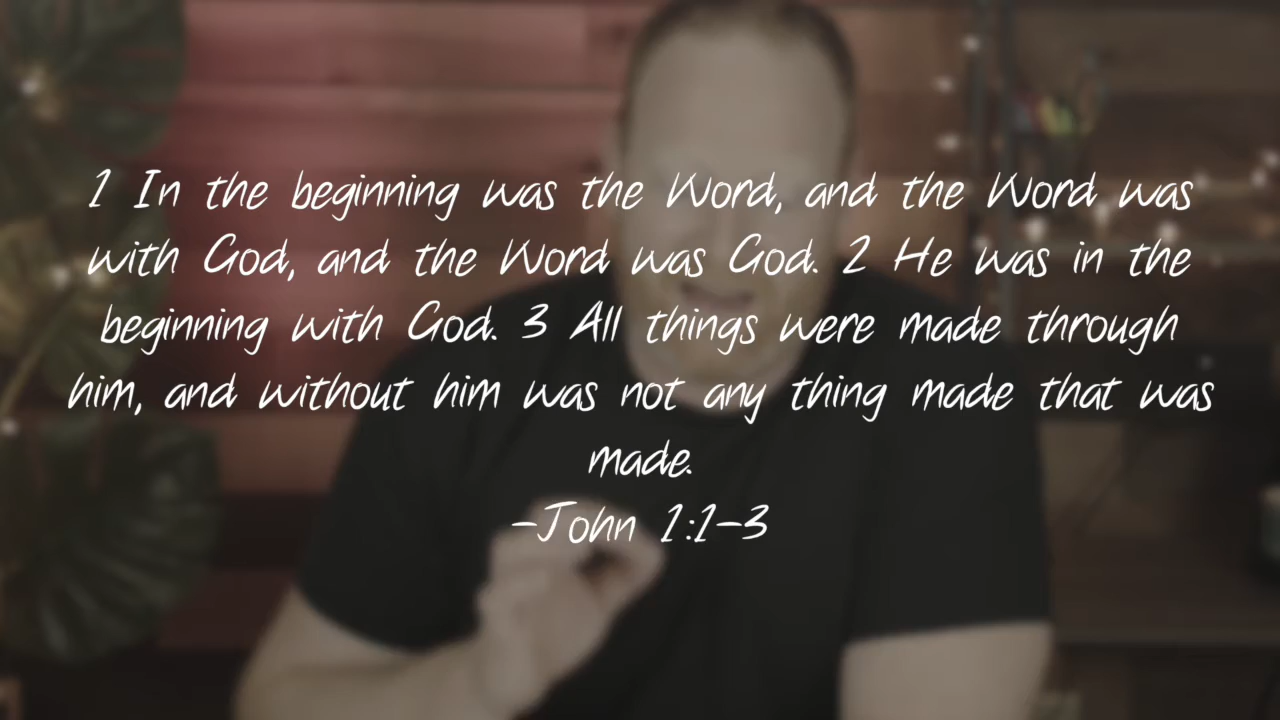 1 In the beginning was the Word, and the Word was
with God, and the Word was God. 2 He was in the
beginning with God. 3 All things were made through
him, and without him was not any thing made that was
made.
-John 1:1-3